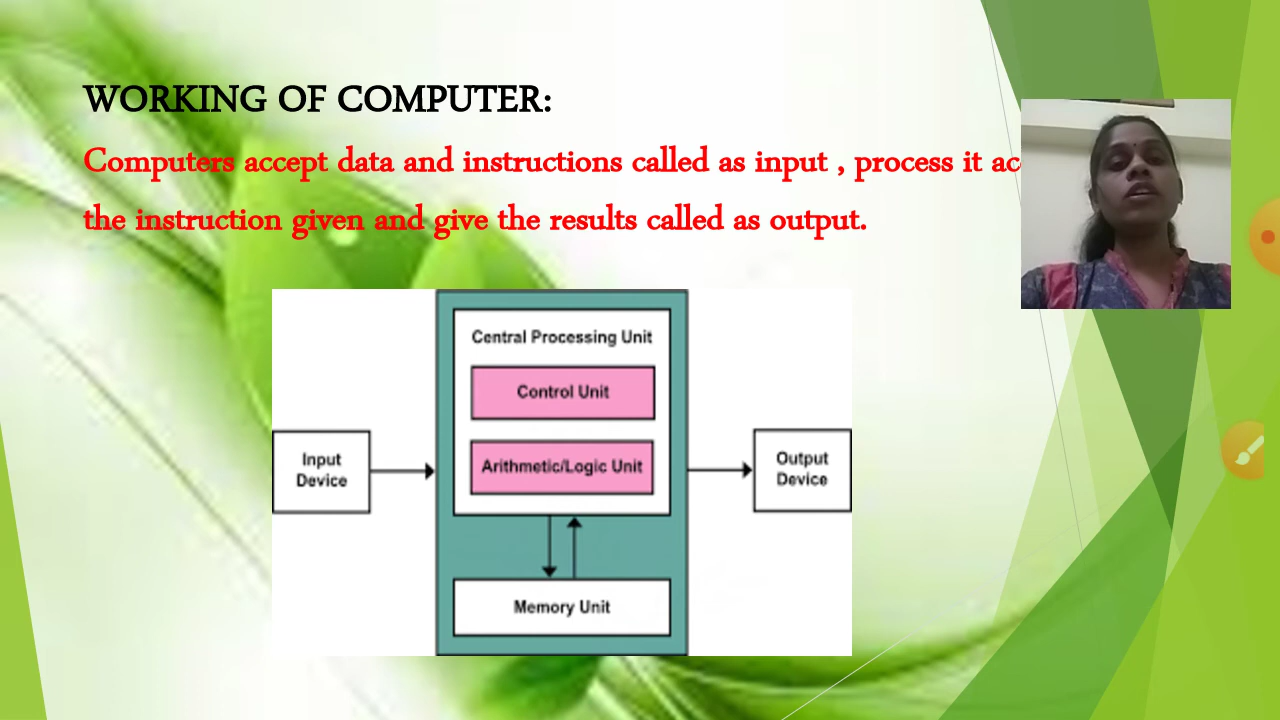 WORKING OF COMPUTER:
Computers accept data and instructions called as input , process it
the instruction given and give the results called as output.
Central Processing Unit
Control Unit
Input
Device
Arithmetic/Logic Unit
Output
Device
Memory Unit